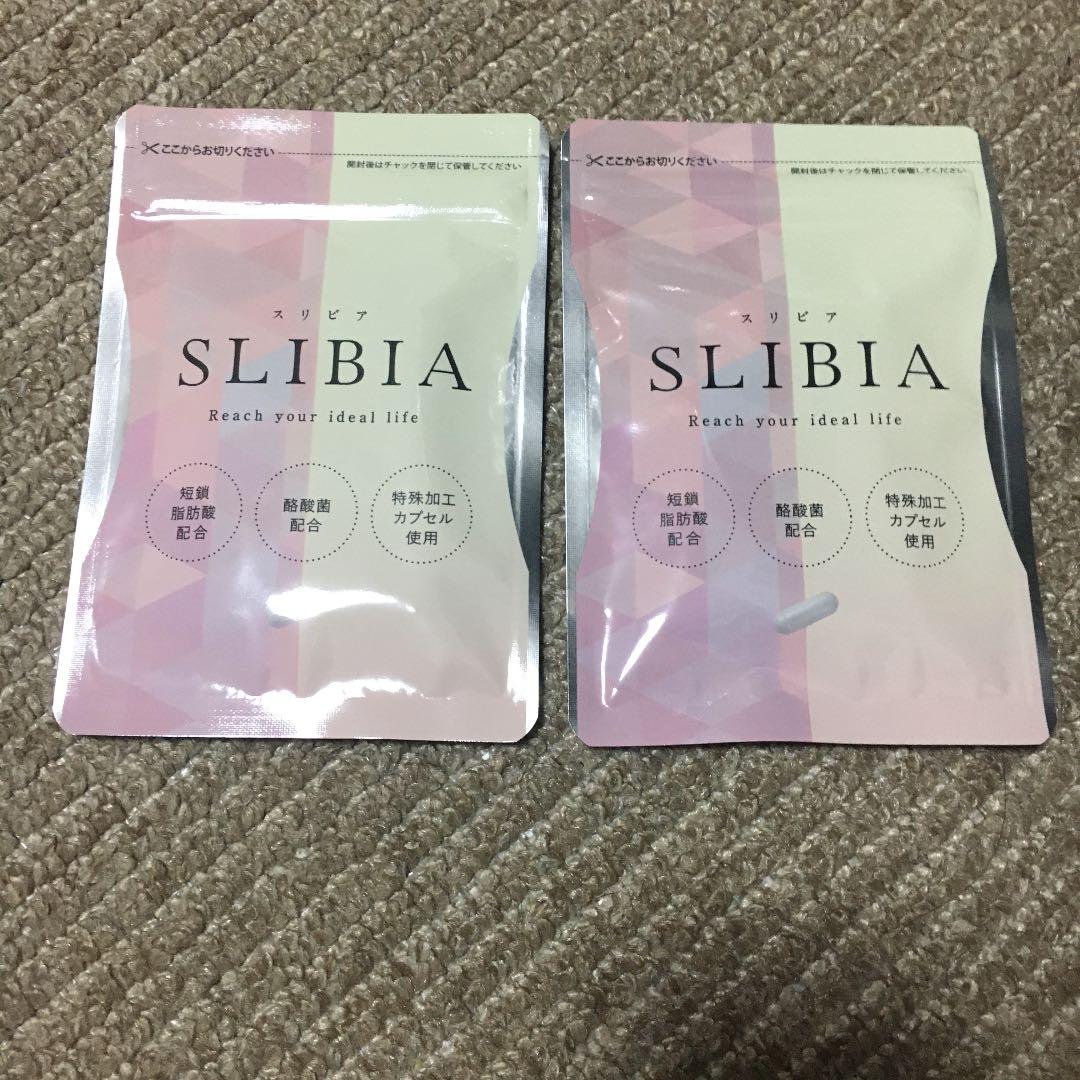 ここからお切りください
開封後はチャックを閉じて保管してください
スリビア
SLIBIA
Reach your ideal life
短鎖
脂肪酸
配合
酪酸菌
配合
特殊加工
カプセル
使用
ここからお切りください
開封後はチャックを閉じて保管してください
スリビア
SLIBIA
Reach your ideal life
短鎖
脂肪酸
配合
酪酸菌
配合
特殊加工
カプセル
使用